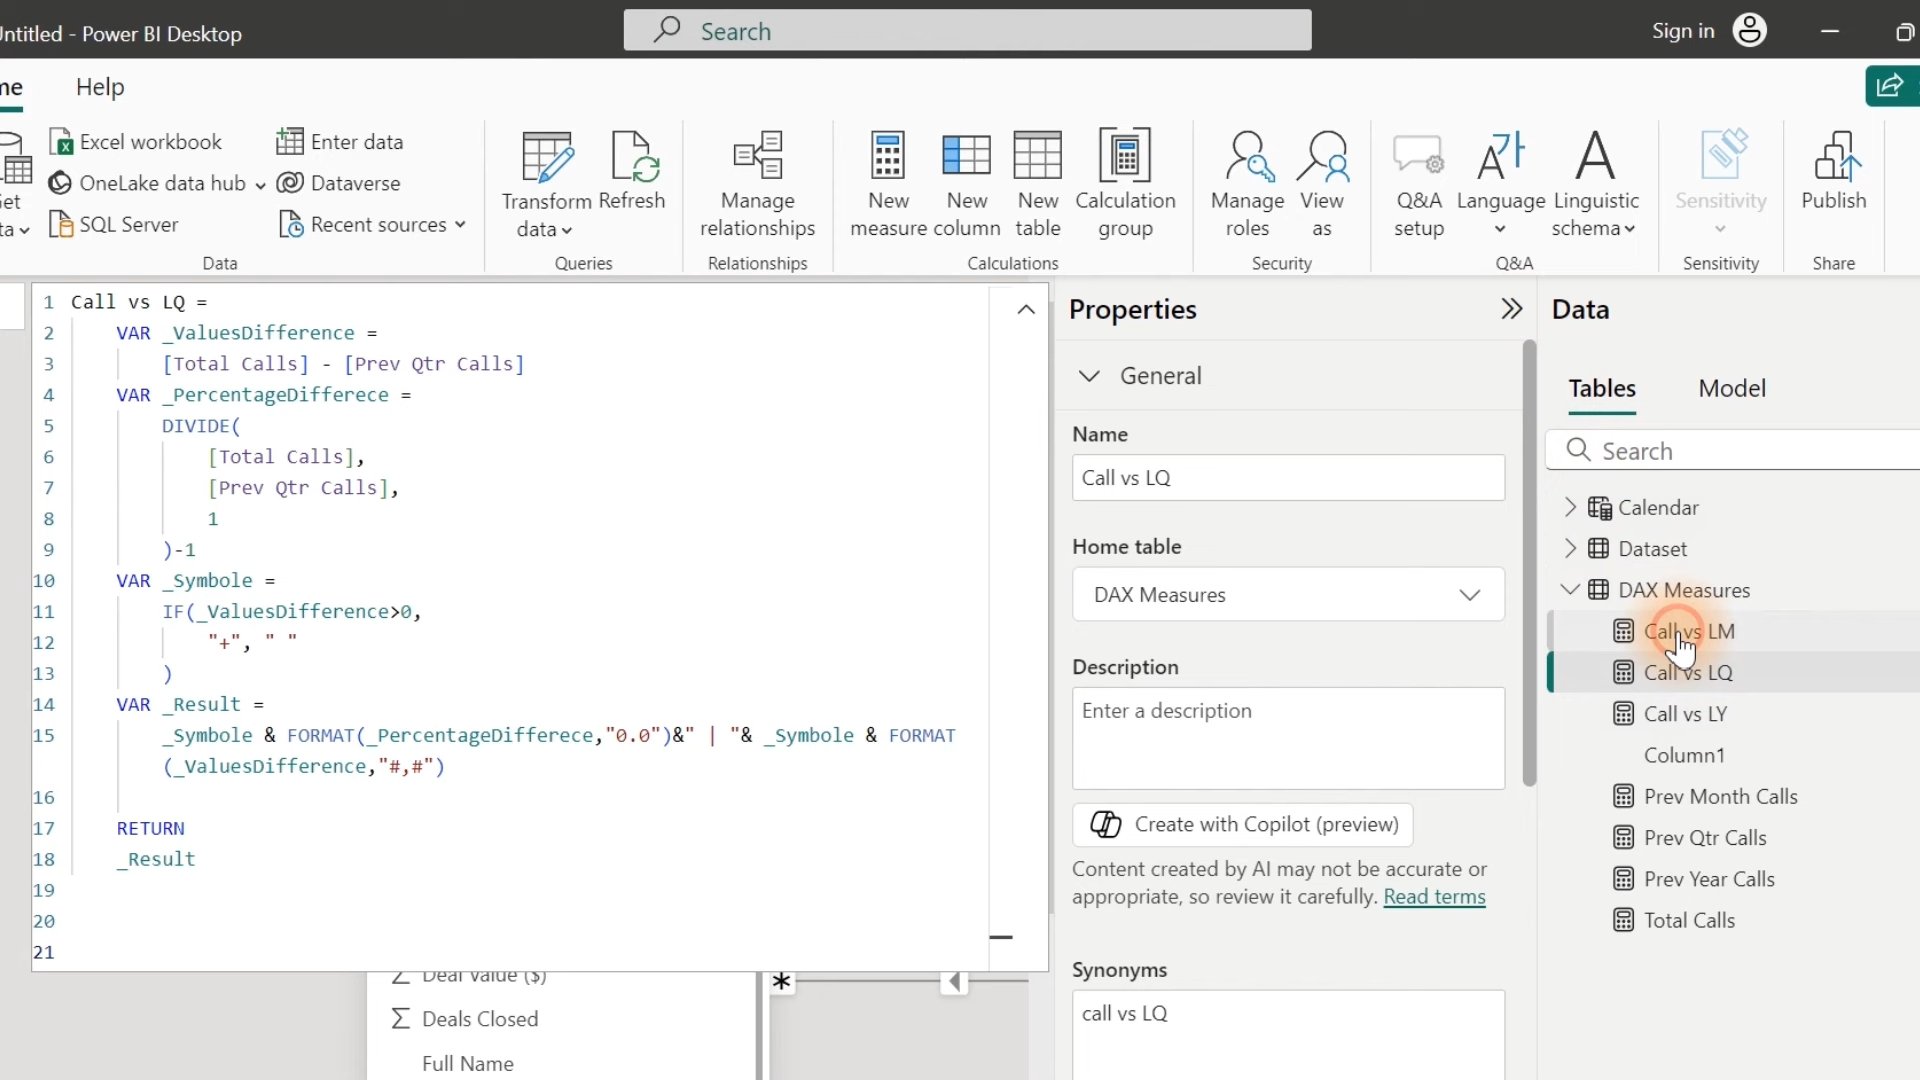 Untitled - Power BI Desktop
Search
Sign in
Help
Excel workbook
Enter data
OneLake data hub
Dataverse
SQL Server
Recent sources
Data
Transform data
Refresh
Queries
Manage relationships
Relationships
New measure
New column
New table
Calculation group
Calculations
Manage roles
View as
Security
Q&A setup
Language
Linguistic schema
Q&A
Sensitivity
Sensitivity
Publish
Share
1 Call vs LQ =
2 VAR _ValuesDifference =
3 [Total Calls] - [Prev Qtr Calls]
4 VAR _PercentageDifferece =
5 DIVIDE(
6 [Total Calls],
7 [Prev Qtr Calls],
8 1
9 )-1
10 VAR _Symbole =
11 IF(_ValuesDifference>0,
12 "+", " "
13 )
14 VAR _Result =
15 _Symbole & FORMAT(_PercentageDifferece,"0.0")&" | "& _Symbole & FORMAT
(_ValuesDifference,"#,#")
16
17 RETURN
18 _Result
19
20
21
Deal Value ($)
Deals Closed
Full Name
Properties
General
Name
Call vs LQ
Home table
DAX Measures
Description
Enter a description
Create with Copilot (preview)
Content created by AI may not be accurate or
appropriate, so review it carefully. Read terms
Synonyms
call vs LQ
Data
Tables
Model
Search
Calendar
Dataset
DAX Measures
Call vs LM
Call vs LQ
Call vs LY
Column1
Prev Month Calls
Prev Qtr Calls
Prev Year Calls
Total Calls